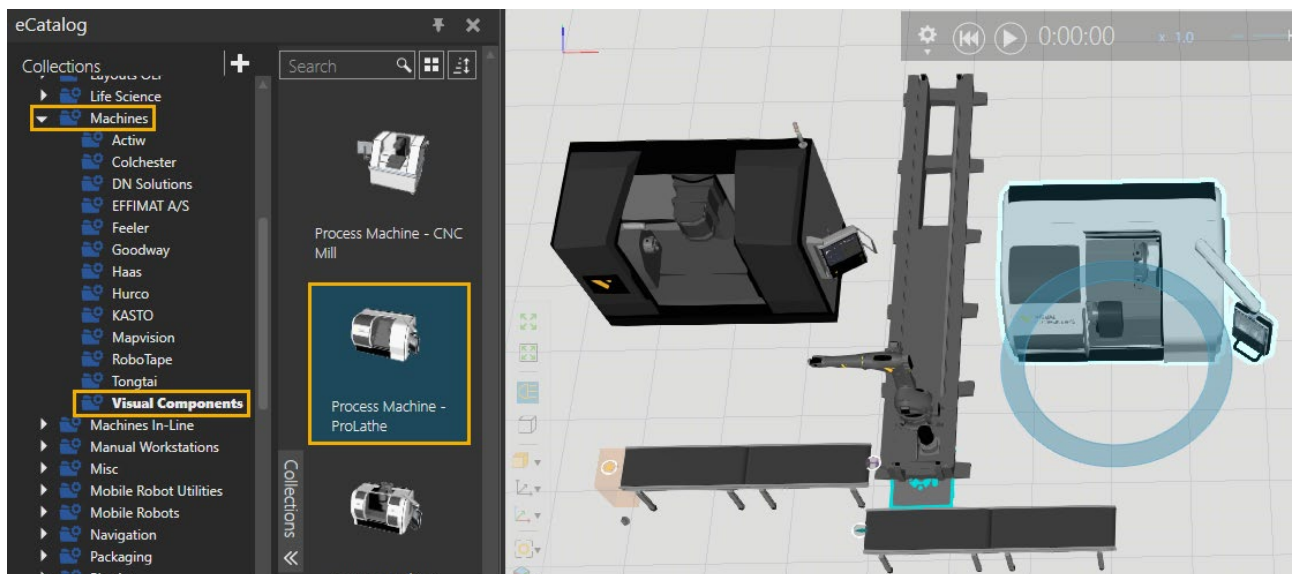 eCatalog
Collections
Search
Layouts OLP
Life Science
Machines
Actiw
Colchester
DN Solutions
EFFIMAT A/S
Feeler
Goodway
Haas
Hurco
KASTO
Mapvision
RoboTape
Tongtai
Visual Components
Machines In-Line
Manual Workstations
Misc
Mobile Robot Utilities
Mobile Robots
Navigation
Packaging
Process Machine - CNC
Mill
Process Machine -
ProLathe
Collections
0:00:00
x 1.0